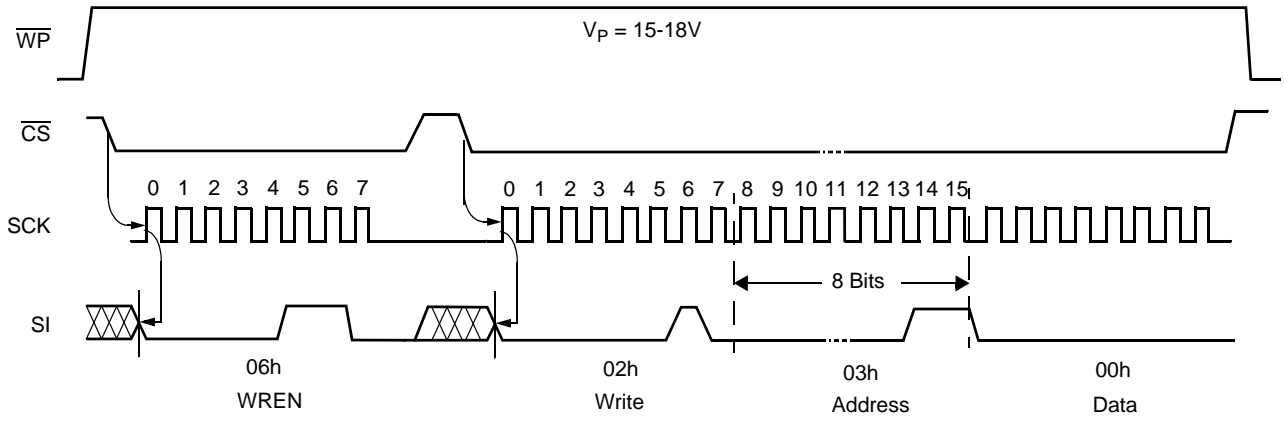 WP
V_P = 15-18V
CS
0 1 2 3 4 5 6 7
0 1 2 3 4 5 6 7 8 9 10 11 12 13 14 15
SCK
8 Bits
SI
06h 02h 03h 00h
WREN Write Address Data